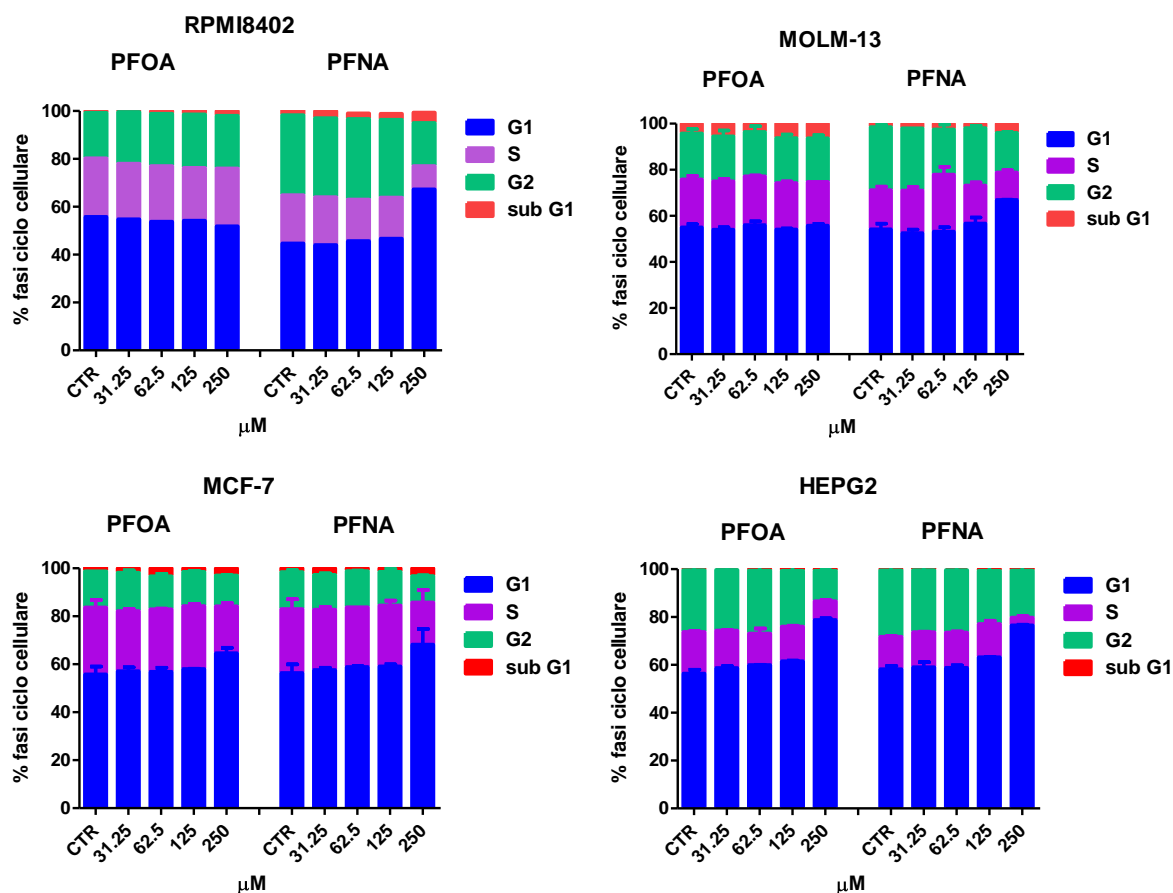 RPMI8402
PFOA PFNA
% fasi ciclo cellulare
100
80
60
40
20
0
CTR 31.25 62.5 125 250 CTR 31.25 62.5 125 250
µM
G1
S
G2
sub G1
MOLM-13
PFOA PFNA
% fasi ciclo cellulare
100
80
60
40
20
0
CTR 31.25 62.5 125 250 CTR 31.25 62.5 125 250
µM
G1
S
G2
sub G1
MCF-7
PFOA PFNA
% fasi ciclo cellulare
100
80
60
40
20
0
CTR 31.25 62.5 125 250 CTR 31.25 62.5 125 250
µM
G1
S
G2
sub G1
HEPG2
PFOA PFNA
% fasi ciclo cellulare
100
80
60
40
20
0
CTR 31.25 62.5 125 250 CTR 31.25 62.5 125 250
µM
G1
S
G2
sub G1